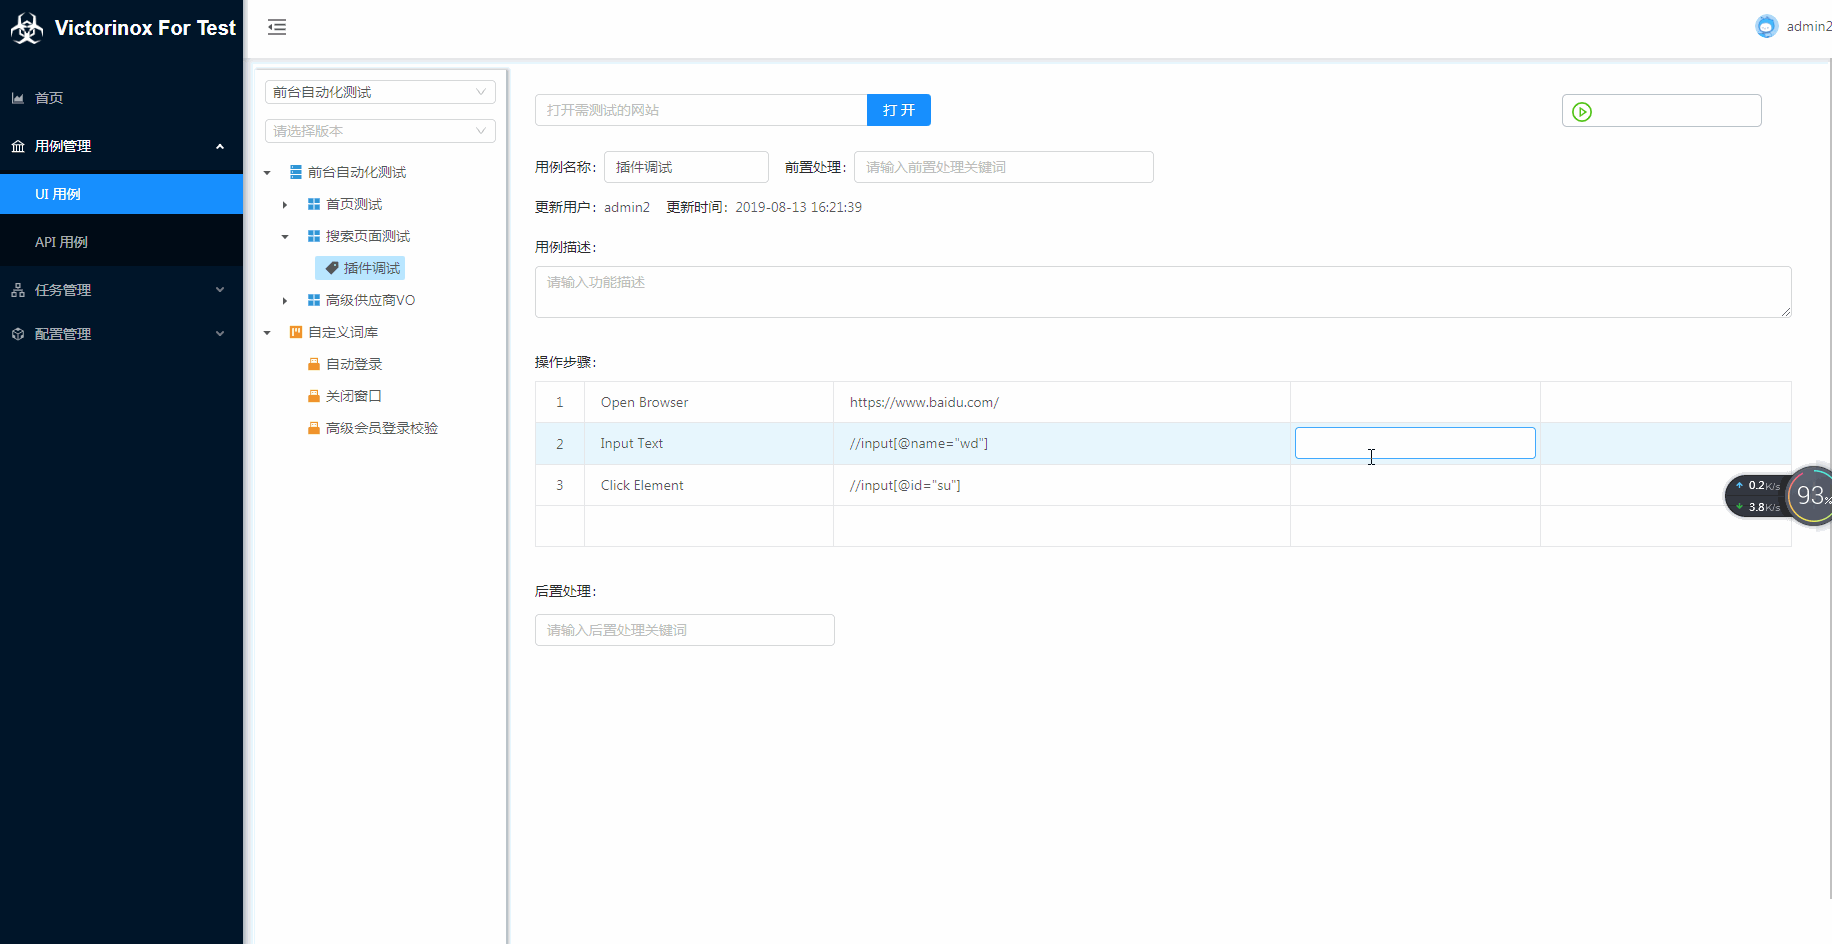 Victorinox For Test
admin2
首页
用例管理
UI 用例
API 用例
任务管理
配置管理
前台自动化测试
请选择版本
前台自动化测试
首页测试
搜索页面测试
插件调试
高级供应商VO
自定义词库
自动登录
关闭窗口
高级会员登录校验
打开需测试的网站
打 开
用例名称： 插件调试 前置处理： 请输入前置处理关键词
更新用户： admin2 更新时间： 2019-08-13 16:21:39
用例描述：
请输入功能描述
操作步骤：
1 Open Browser https://www.baidu.com/
2 Input Text //input[@name="wd"]
3 Click Element //input[@id="su"]
后置处理：
请输入后置处理关键词
0.2K/s
3.8K/s
93%